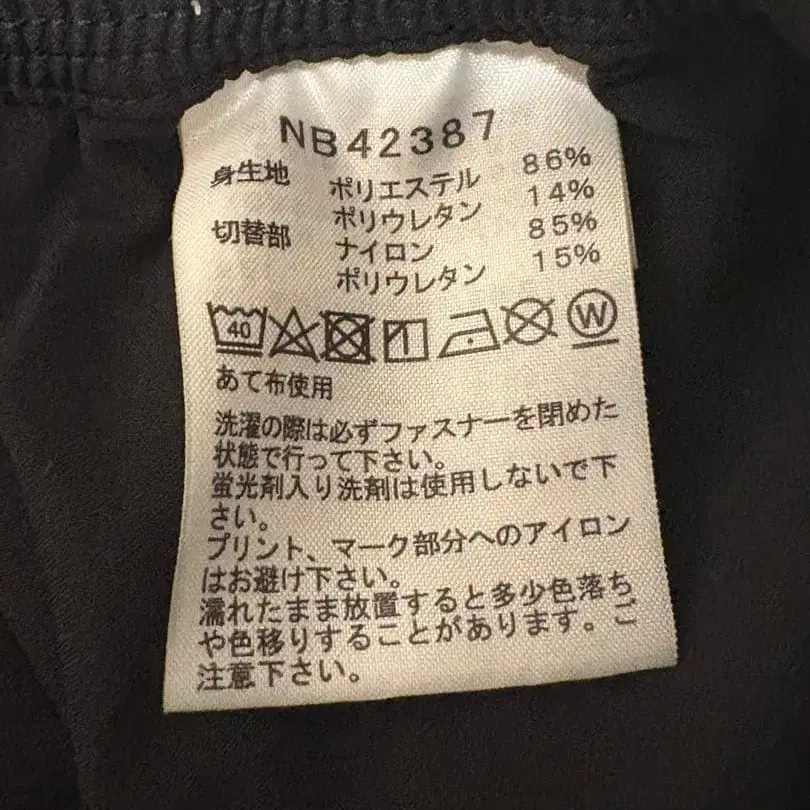 NB42387
身生地 ポリエステル 86%
ポリウレタン 14%
切替部 ナイロン 85%
ポリウレタン 15%
40 W
あて布使用
洗濯の際は必ずファスナーを閉めた
状態で行って下さい。
蛍光剤入り洗剤は使用しないで下
さい。
プリント、マーク部分へのアイロン
はお避け下さい。
濡れたまま放置すると多少色落ち
や色移りすることがあります。ご
注意下さい。